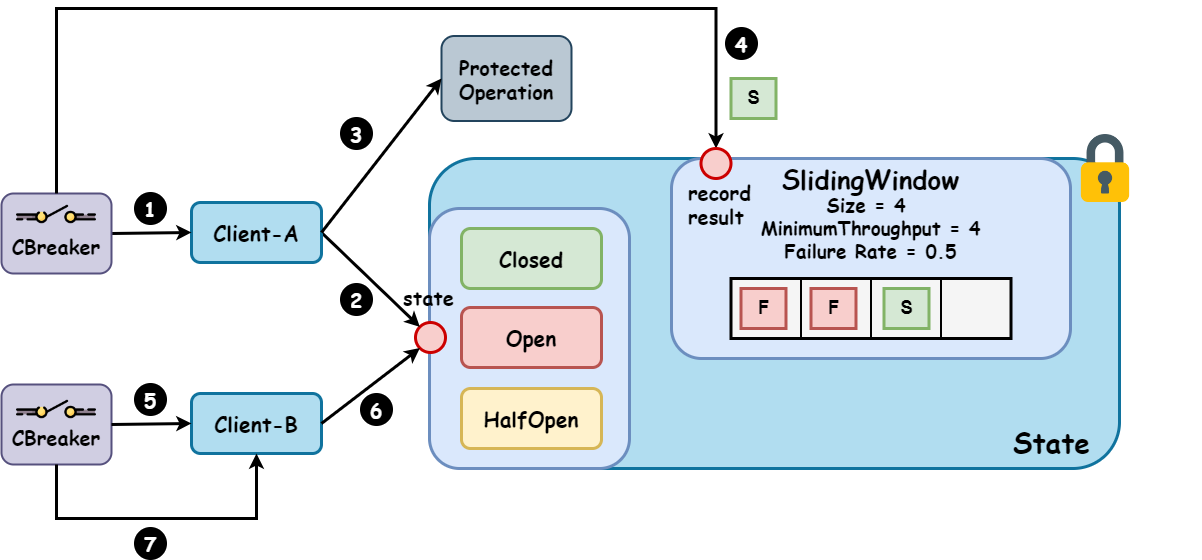 4
S
Protected
Operation
3
SlidingWindow
Size = 4
MinimumThroughput = 4
Failure Rate = 0.5
record
result
1
CBreaker
Client-A
Closed
2
state
F
F
S
Open
5
CBreaker
Client-B
6
HalfOpen
State
7